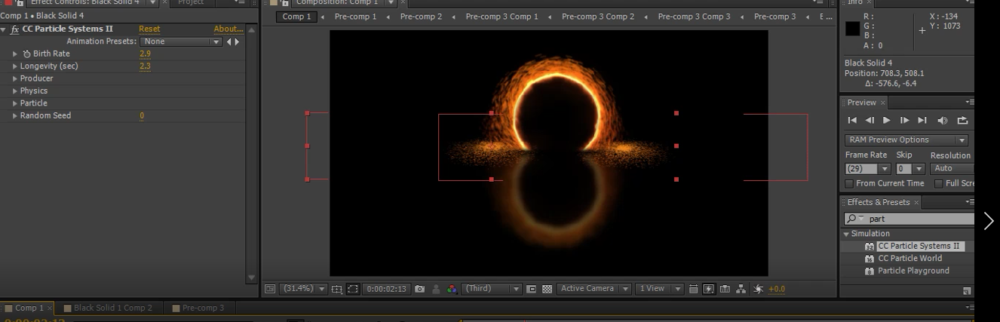 Effect Controls: Black Solid 4
Project
Comp 1 • Black Solid 4
fx CC Particle Systems II Reset About...
Animation Presets: None
Birth Rate 2.9
Longevity (sec) 2.3
Producer
Physics
Particle
Random Seed 0
Composition: Comp 1
Comp 1 Pre-comp 1 Pre-comp 2 Pre-comp 3 Comp 1 Pre-comp 3 Comp 2 Pre-comp 3 Comp 3 Pre-comp 3 E ...
(31.4%) 0:00:02:13 (Third) Active Camera 1 View +0.0
Info
R : X : -134
G : Y : 1073
B :
A : 0
Black Solid 4
Position: 708.3, 508.1
Δ: -576.6, -6.4
Preview
RAM Preview Options
Frame Rate Skip Resolution
(29) 0 Auto
From Current Time Full Scre
Effects & Presets
part
Simulation
32 CC Particle Systems II
16 CC Particle World
8 Particle Playground
Comp 1 Black Solid 1 Comp 2 Pre-comp 3
0:00:02:13